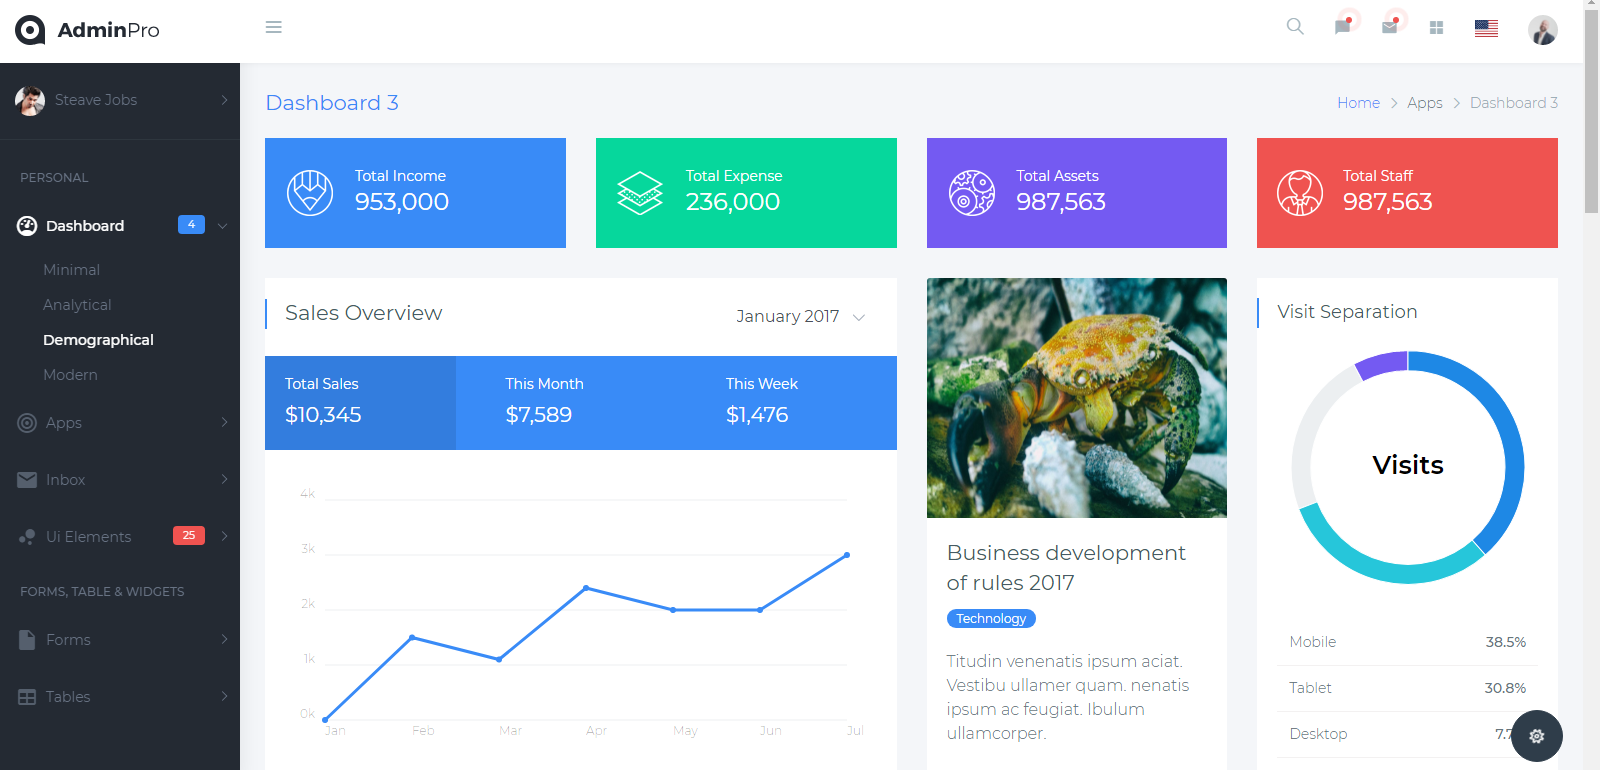 AdminPro
Steave Jobs
PERSONAL
Dashboard 4
Minimal
Analytical
Demographical
Modern
Apps
Inbox
Ui Elements 25
FORMS, TABLE & WIDGETS
Forms
Tables
Dashboard 3
Home > Apps > Dashboard 3
Total Income
953,000
Total Expense
236,000
Total Assets
987,563
Total Staff
987,563
Sales Overview
January 2017
Total Sales
$10,345
This Month
$7,589
This Week
$1,476
4k
3k
2k
1k
0k
Jan Feb Mar Apr May Jun Jul
Business development
of rules 2017
Technology
Titudin venenatis ipsum aciat.
Vestibu ullamer quam. nenatis
ipsum ac feugiat. Ibulum
ullamcorper.
Visit Separation
Visits
Mobile 38.5%
Tablet 30.8%
Desktop